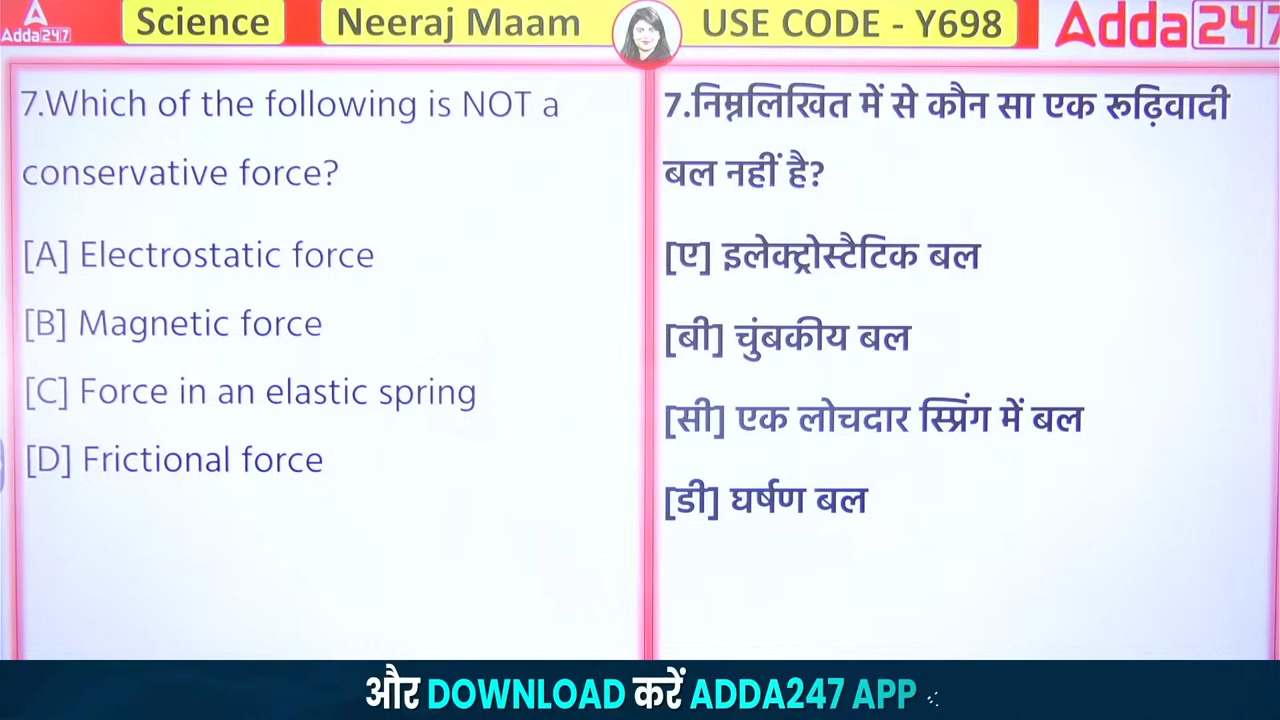 Science
Neeraj Maam
USE CODE - Y698
Adda247
Adda247
7.Which of the following is NOT a
conservative force?
[A] Electrostatic force
[B] Magnetic force
[C] Force in an elastic spring
[D] Frictional force
7.निम्नलिखित में से कौन सा एक रूढ़िवादी
बल नहीं है?
[ए] इलेक्ट्रोस्टैटिक बल
[बी] चुंबकीय बल
[सी] एक लोचदार स्प्रिंग में बल
[डी] घर्षण बल
और DOWNLOAD करें ADDA247 APP